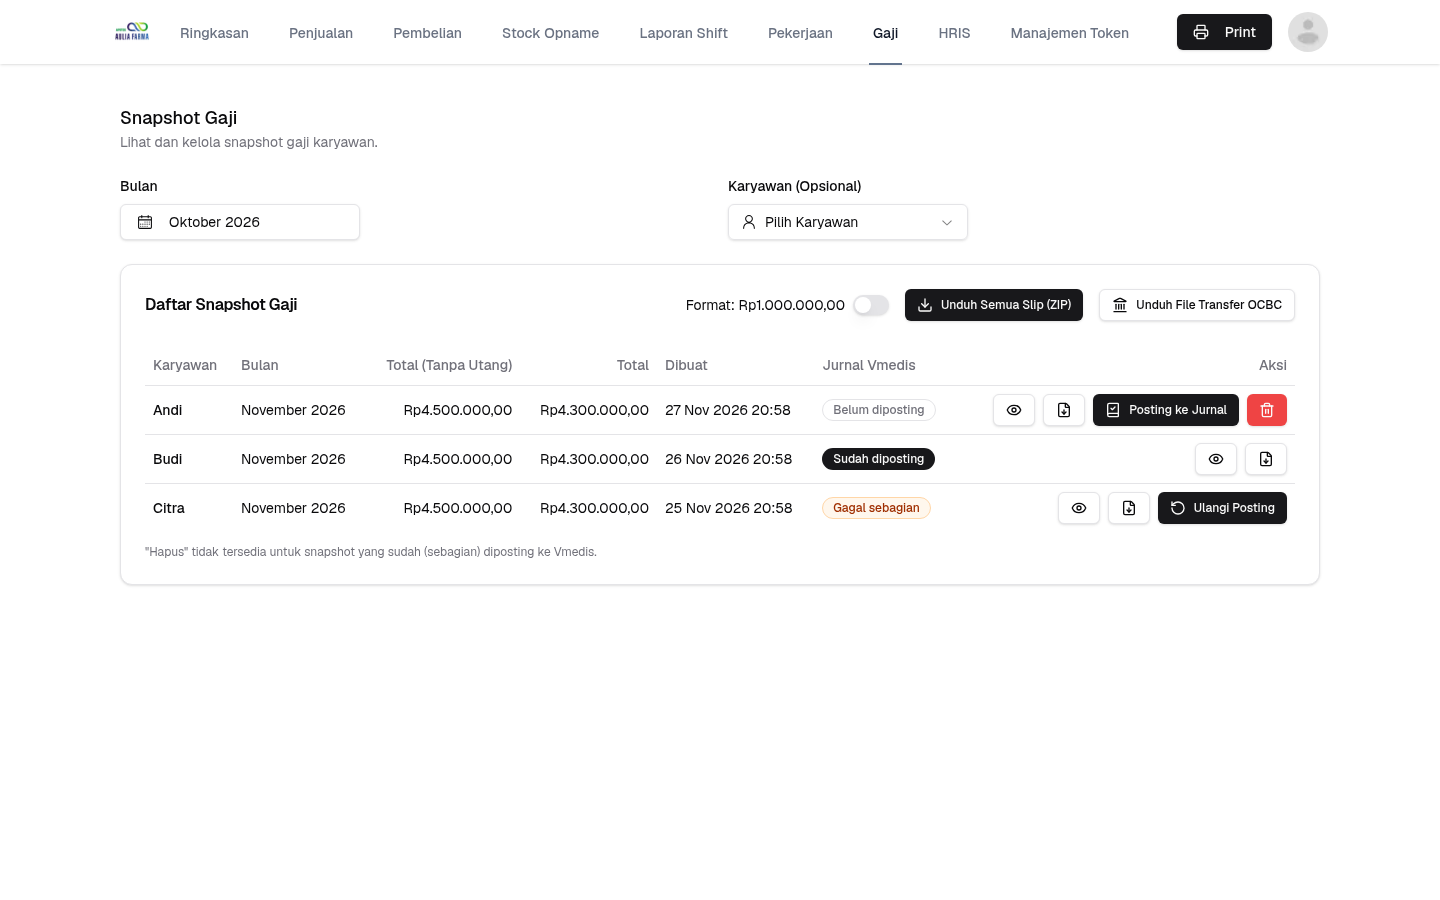 AULIA FARMA
Ringkasan Penjualan Pembelian Stock Opname Laporan Shift Pekerjaan Gaji HRIS Manajemen Token Print
Snapshot Gaji
Lihat dan kelola snapshot gaji karyawan.
Bulan Karyawan (Opsional)
Oktober 2026 Pilih Karyawan
Daftar Snapshot Gaji Format: Rp1.000.000,00 Unduh Semua Slip (ZIP) Unduh File Transfer OCBC
Karyawan Bulan Total (Tanpa Utang) Total Dibuat Jurnal Vmedis Aksi
Andi November 2026 Rp4.500.000,00 Rp4.300.000,00 27 Nov 2026 20:58 Belum diposting Posting ke Jurnal
Budi November 2026 Rp4.500.000,00 Rp4.300.000,00 26 Nov 2026 20:58 Sudah diposting
Citra November 2026 Rp4.500.000,00 Rp4.300.000,00 25 Nov 2026 20:58 Gagal sebagian Ulangi Posting
"Hapus" tidak tersedia untuk snapshot yang sudah (sebagian) diposting ke Vmedis.